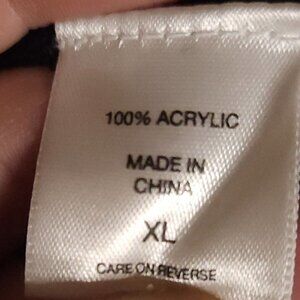 100% ACRYLIC
MADE IN
CHINA
XL
CARE ON REVERSE